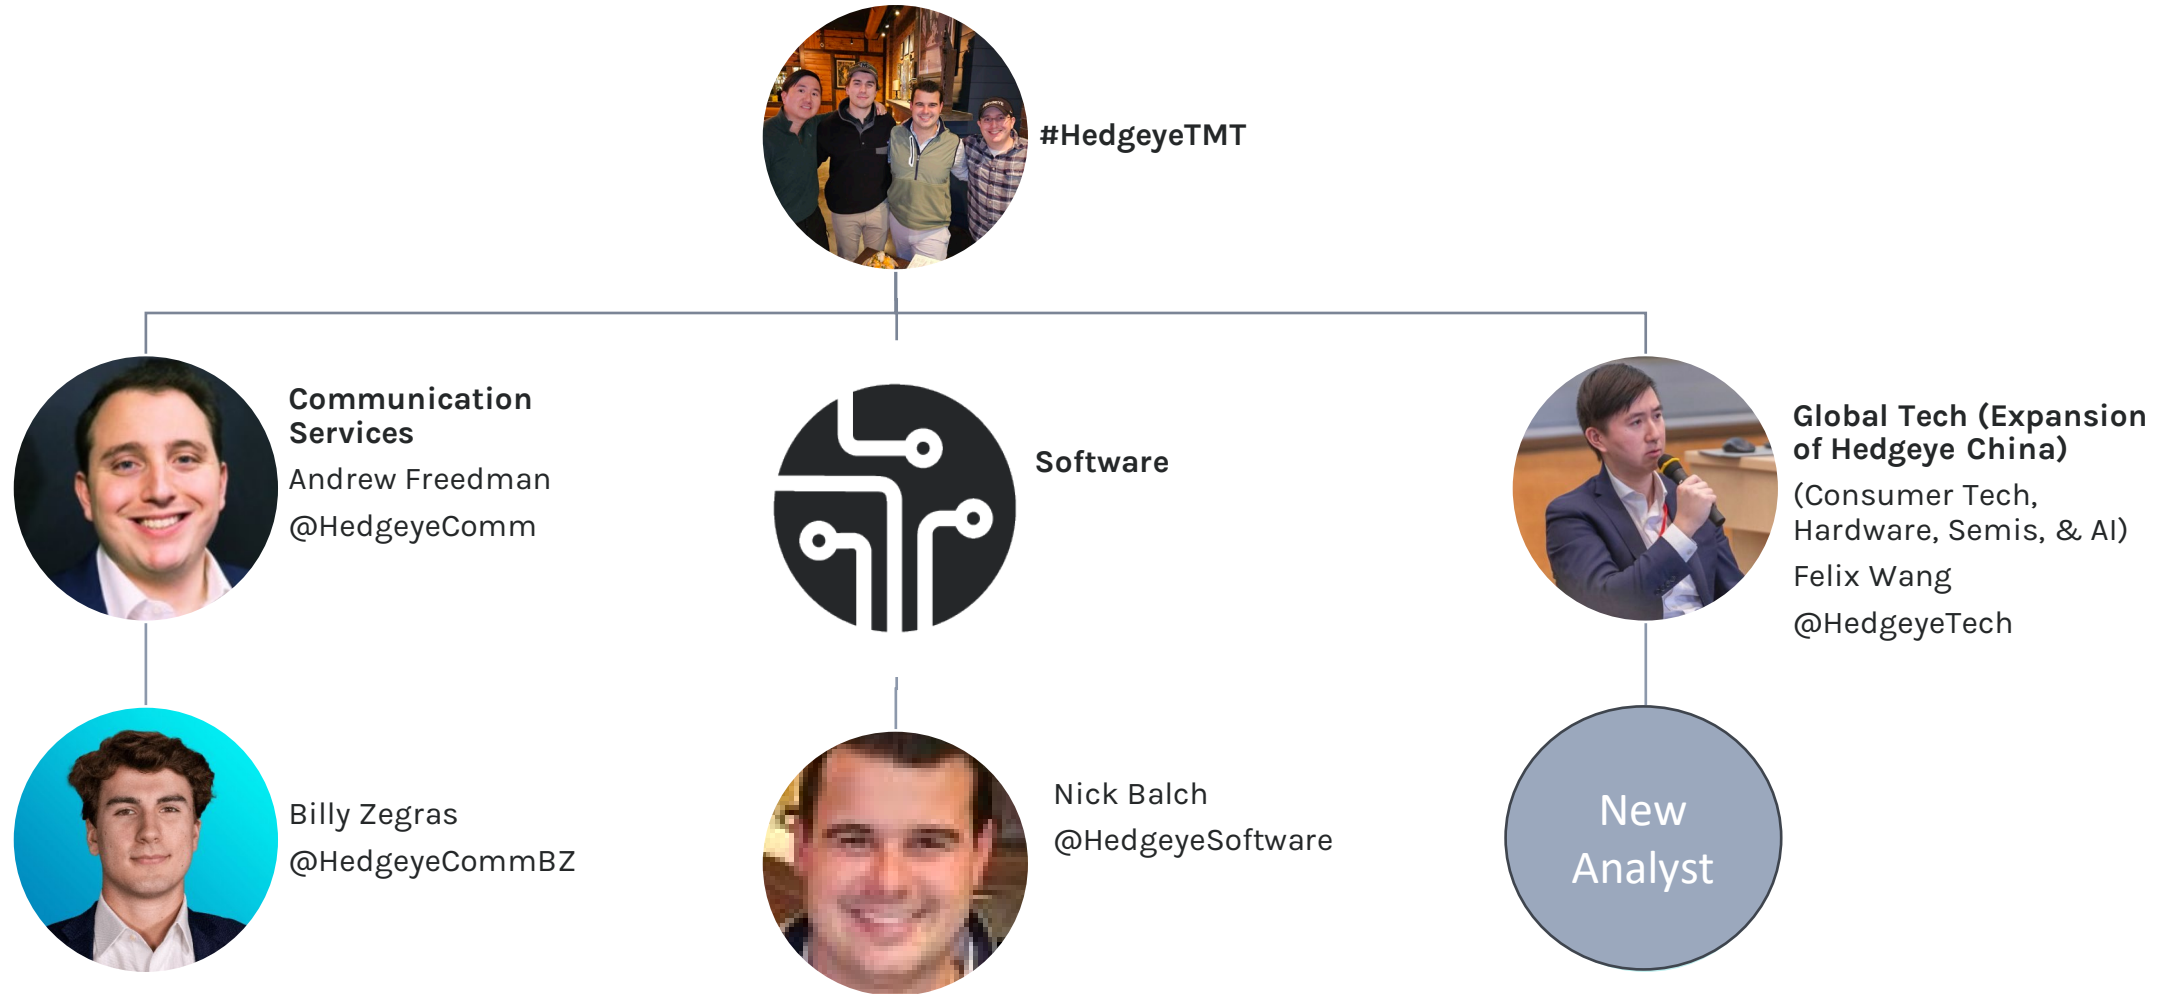 #HedgeyeTMT
Communication
Services
Andrew Freedman
@HedgeyeComm
Software
Global Tech (Expansion
of Hedgeye China)
(Consumer Tech,
Hardware, Semis, & AI)
Felix Wang
@HedgeyeTech
Billy Zegras
@HedgeyeCommBZ
Nick Balch
@HedgeyeSoftware
New
Analyst